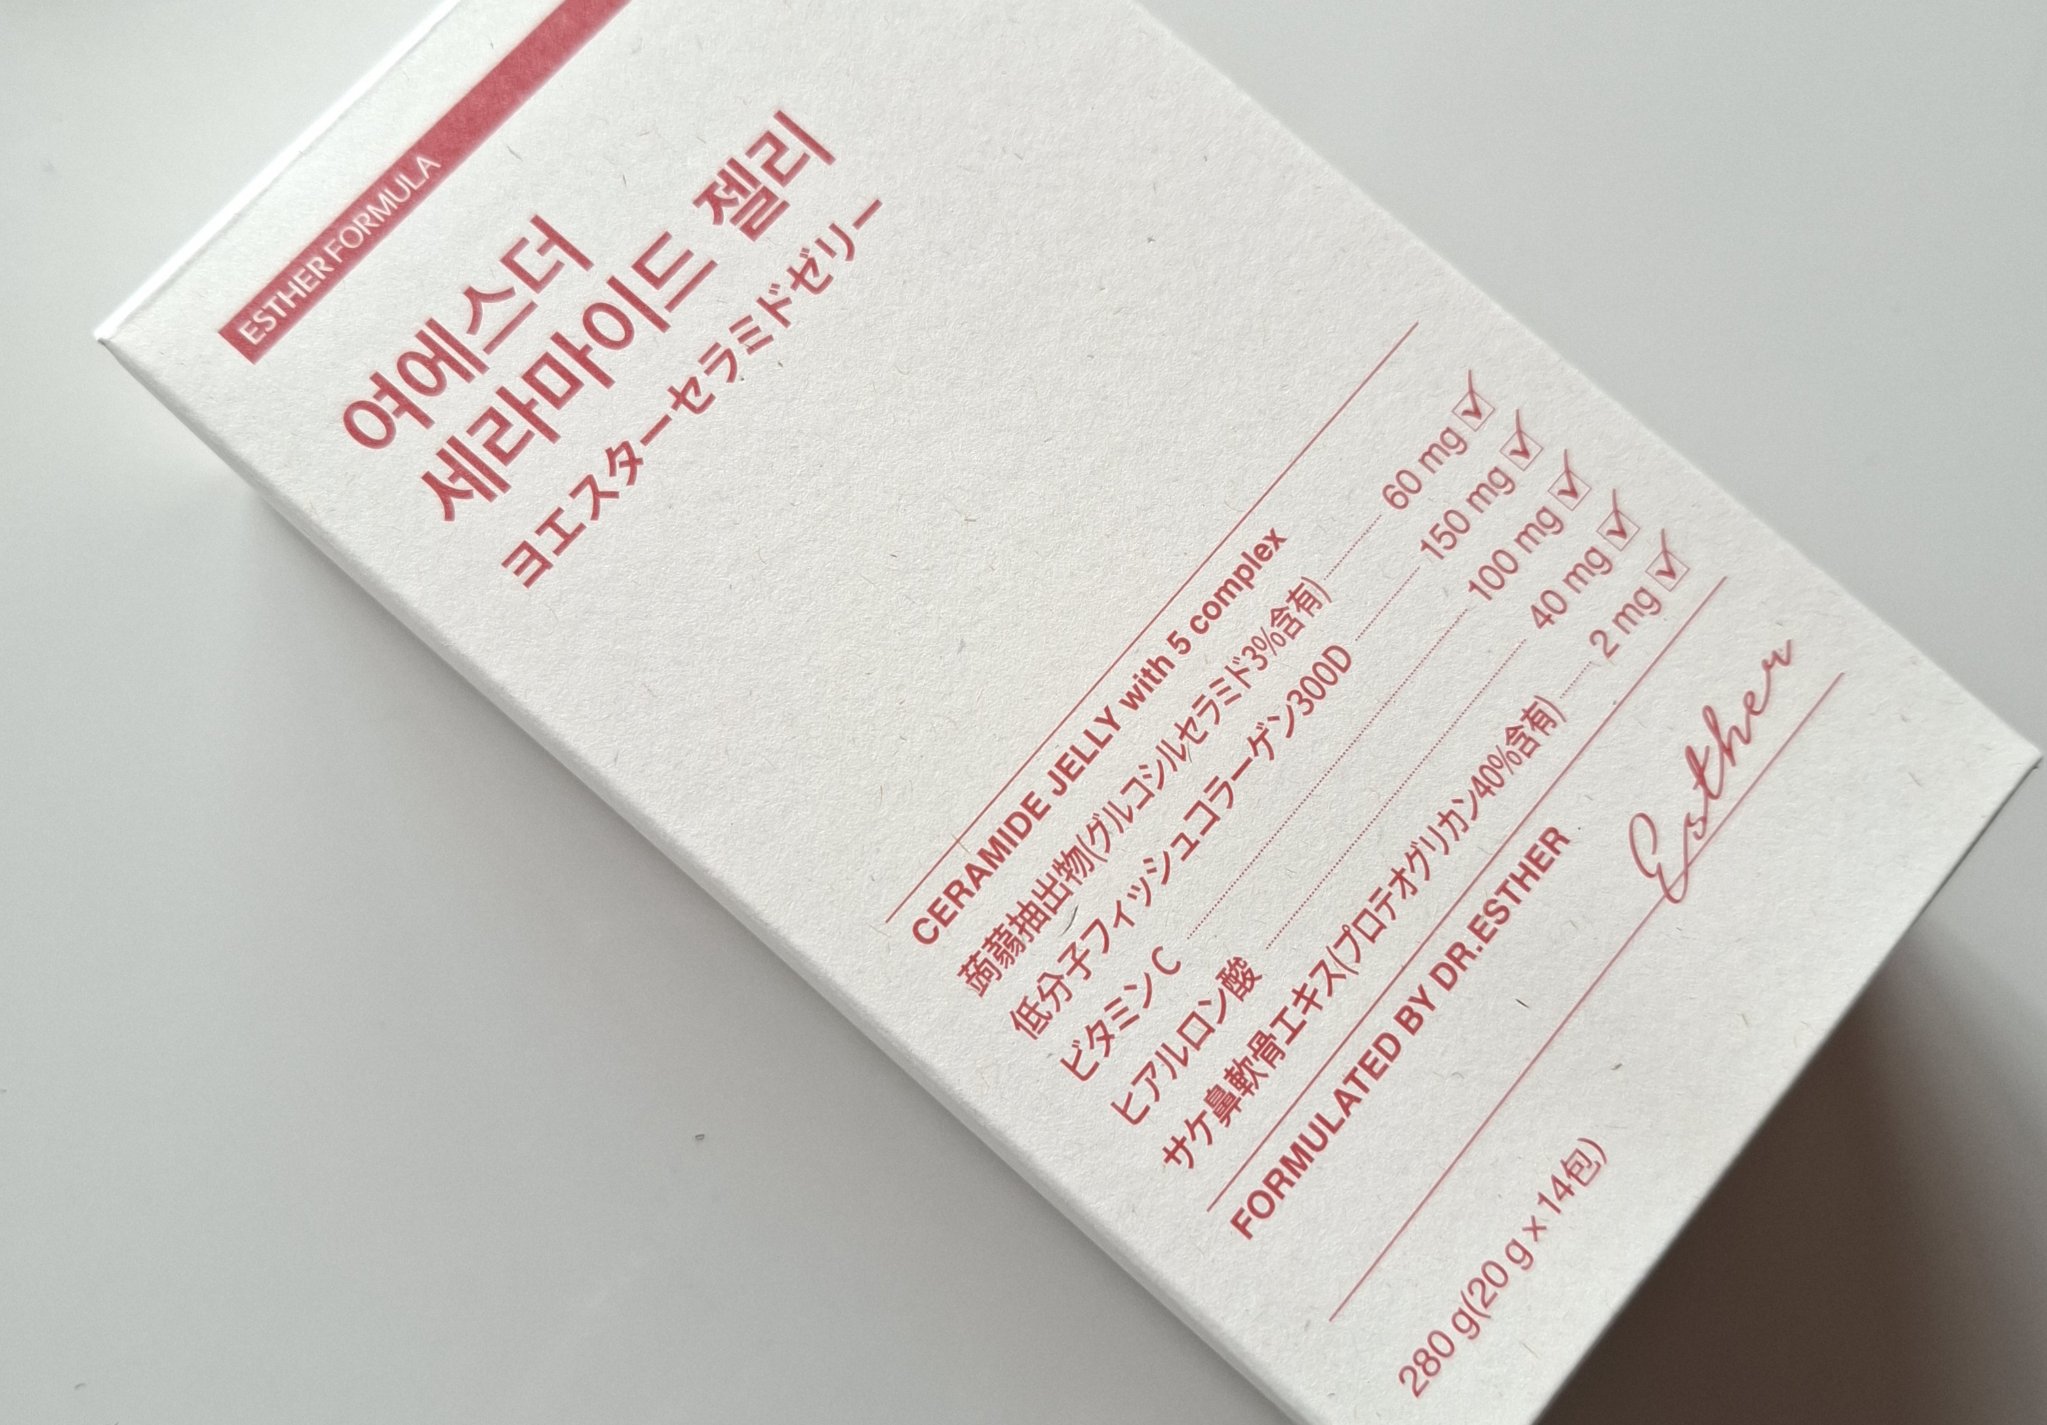 ESTHER FORMULA
여에스더
세라마이드 젤리
ヨエスターセラミドゼリー
CERAMIDE JELLY with 5 complex
蒟蒻抽出物(グルコシルセラミド3%含有) 60 mg
低分子フィッシュコラーゲン300D 150 mg
ビタミンC 100 mg
ヒアルロン酸 40 mg
サケ鼻軟骨エキス(プロテオグリカン40%含有) 2 mg
FORMULATED BY DR.ESTHER
Esther
280 g(20 g x 14包)